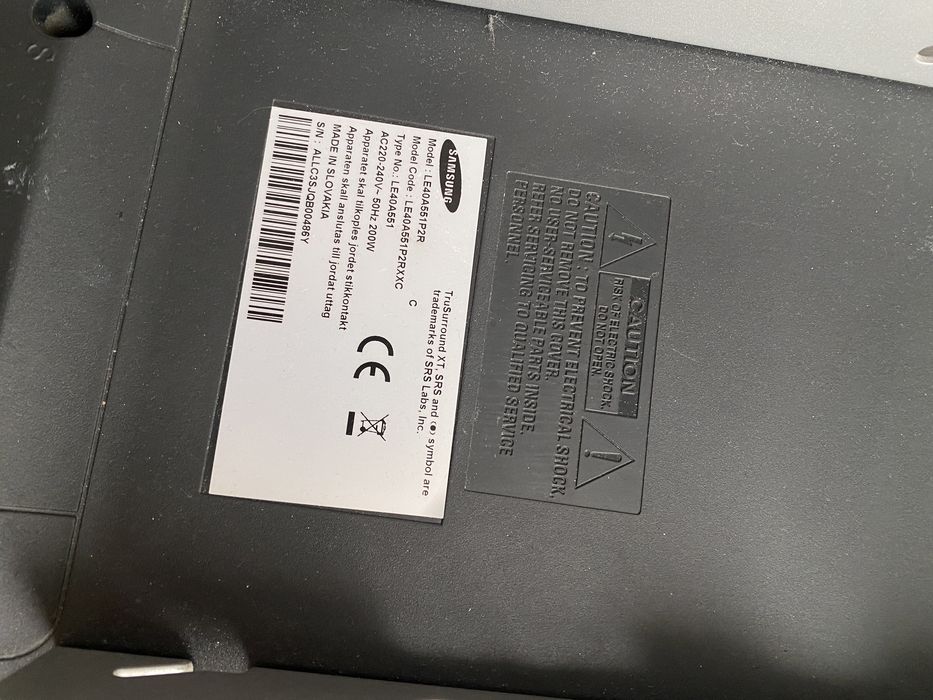 SAMSUNG
Model : LE40A551P2R
Model Code : LE40A551P2RXXC C
Type No.: LE40A551
AC220-240V~ 50Hz 200W
Apparatet skal tilkoples jordet stikkontakt
Apparaten skall anslutas till jordat uttag
MADE IN SLOVAKIA
S/N : ALLC3SJQB00486Y
TruSurround XT, SRS and (●) symbol are
trademarks of SRS Labs, Inc.
CE
CAUTION
RISK OF ELECTRIC SHOCK,
DO NOT OPEN
CAUTION : TO PREVENT ELECTRICAL SHOCK,
DO NOT REMOVE THIS COVER.
NO USER-SERVICEABLE PARTS INSIDE.
REFER SERVICING TO QUALIFIED SERVICE
PERSONNEL.
S